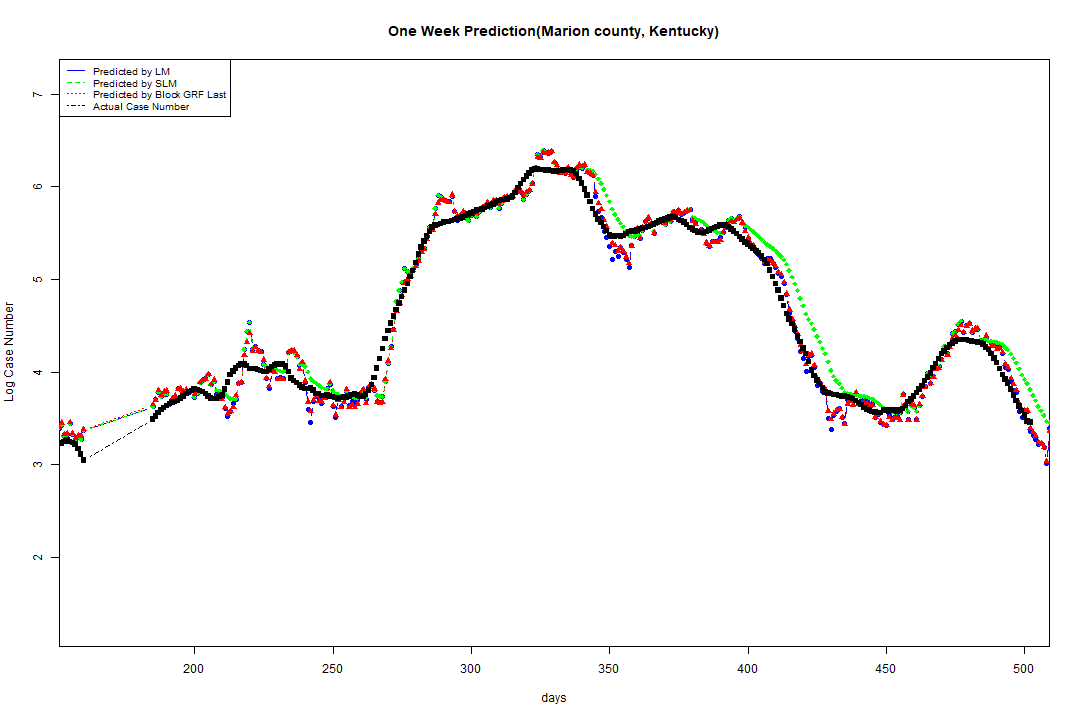 One Week Prediction(Marion county, Kentucky)
Predicted by LM
Predicted by SLM
Predicted by Block GRF Last
Actual Case Number
7
6
5
4
3
2
Log Case Number
200 250 300 350 400 450 500
days